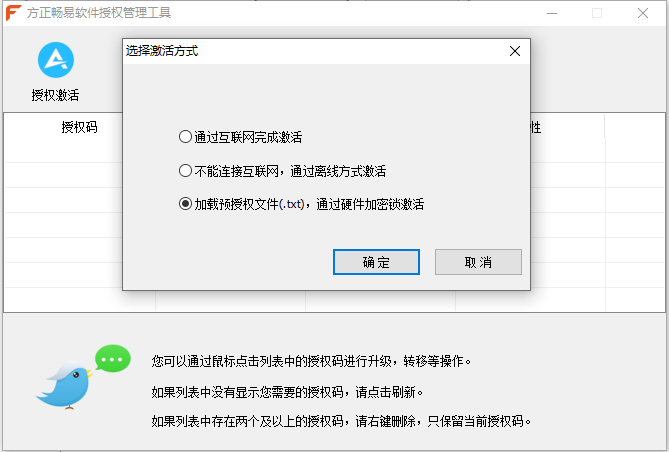 方正畅易软件授权管理工具
选择激活方式
授权激活
授权码
性
通过互联网完成激活
不能连接互联网，通过离线方式激活
加载预授权文件(.txt)，通过硬件加密锁激活
确定 取消
您可以通过鼠标点击列表中的授权码进行升级，转移等操作。
如果列表中没有显示您需要的授权码，请点击刷新。
如果列表中存在两个及以上的授权码，请右键删除，只保留当前授权码。